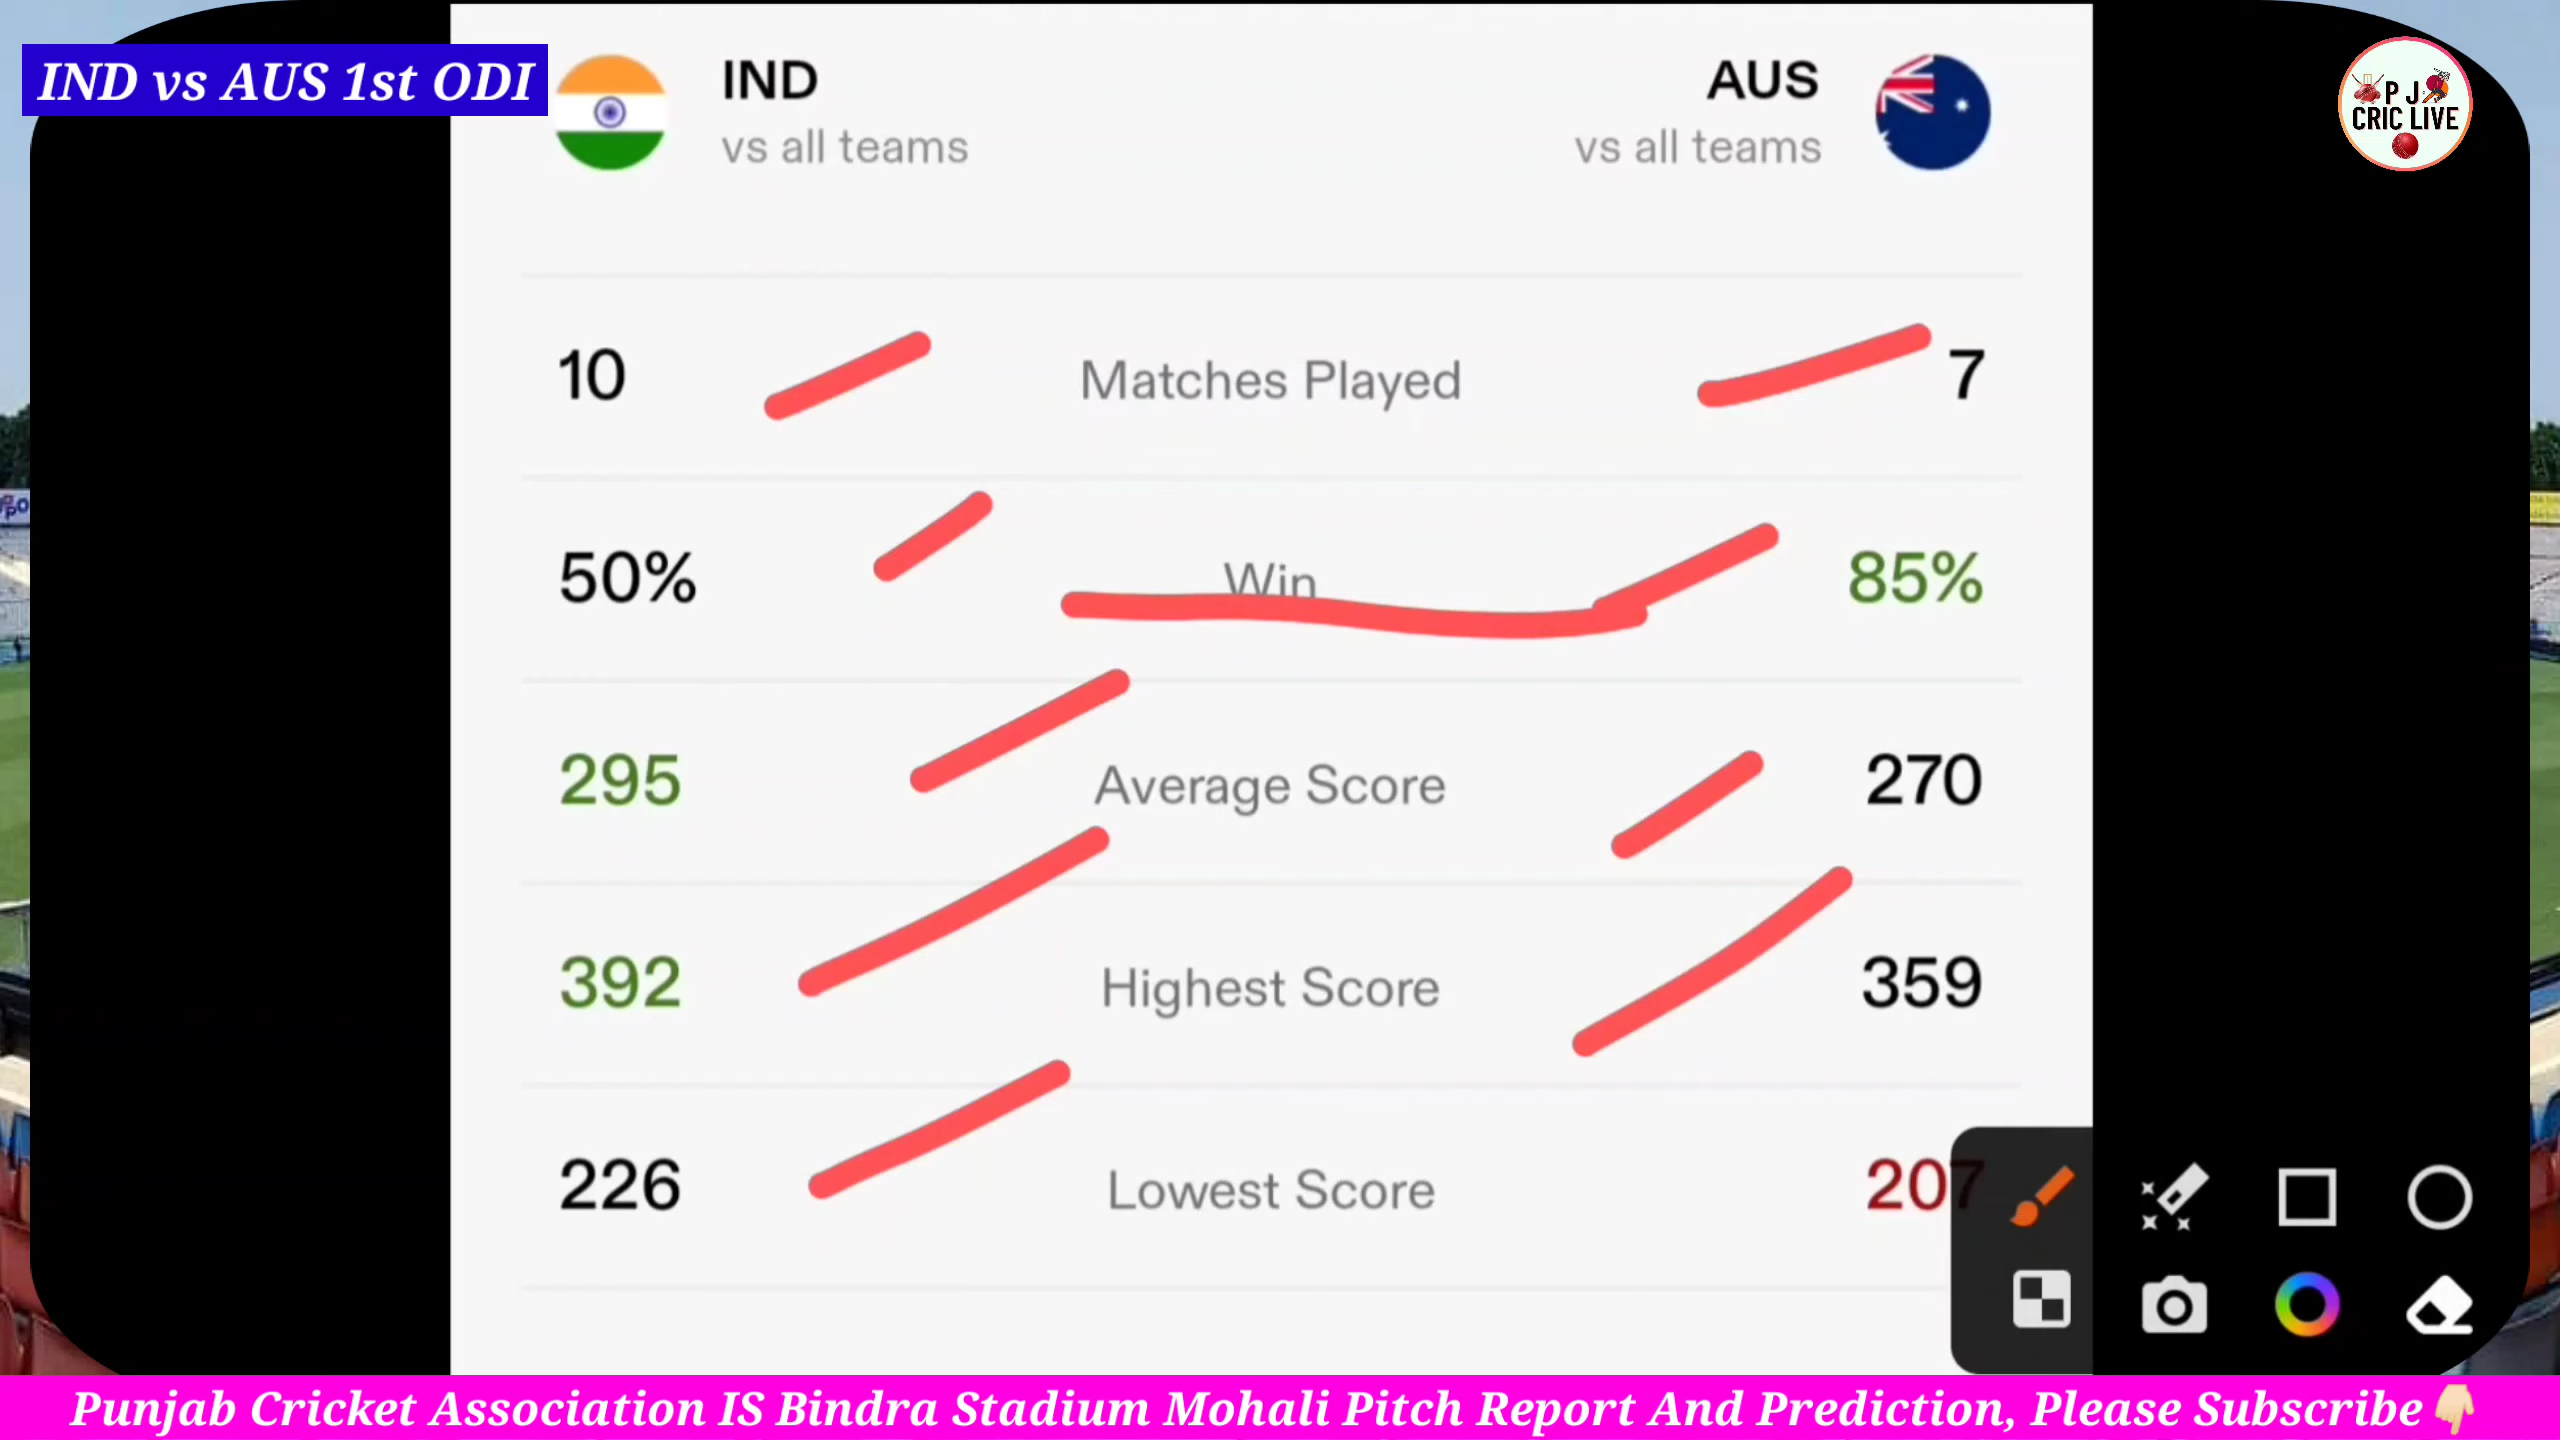 IND vs AUS 1st ODI
IND
vs all teams
AUS
vs all teams
P J
CRIC LIVE
10 Matches Played 7
50% Win 85%
295 Average Score 270
392 Highest Score 359
226 Lowest Score 207
Punjab Cricket Association IS Bindra Stadium Mohali Pitch Report And Prediction, Please Subscribe👇🏼